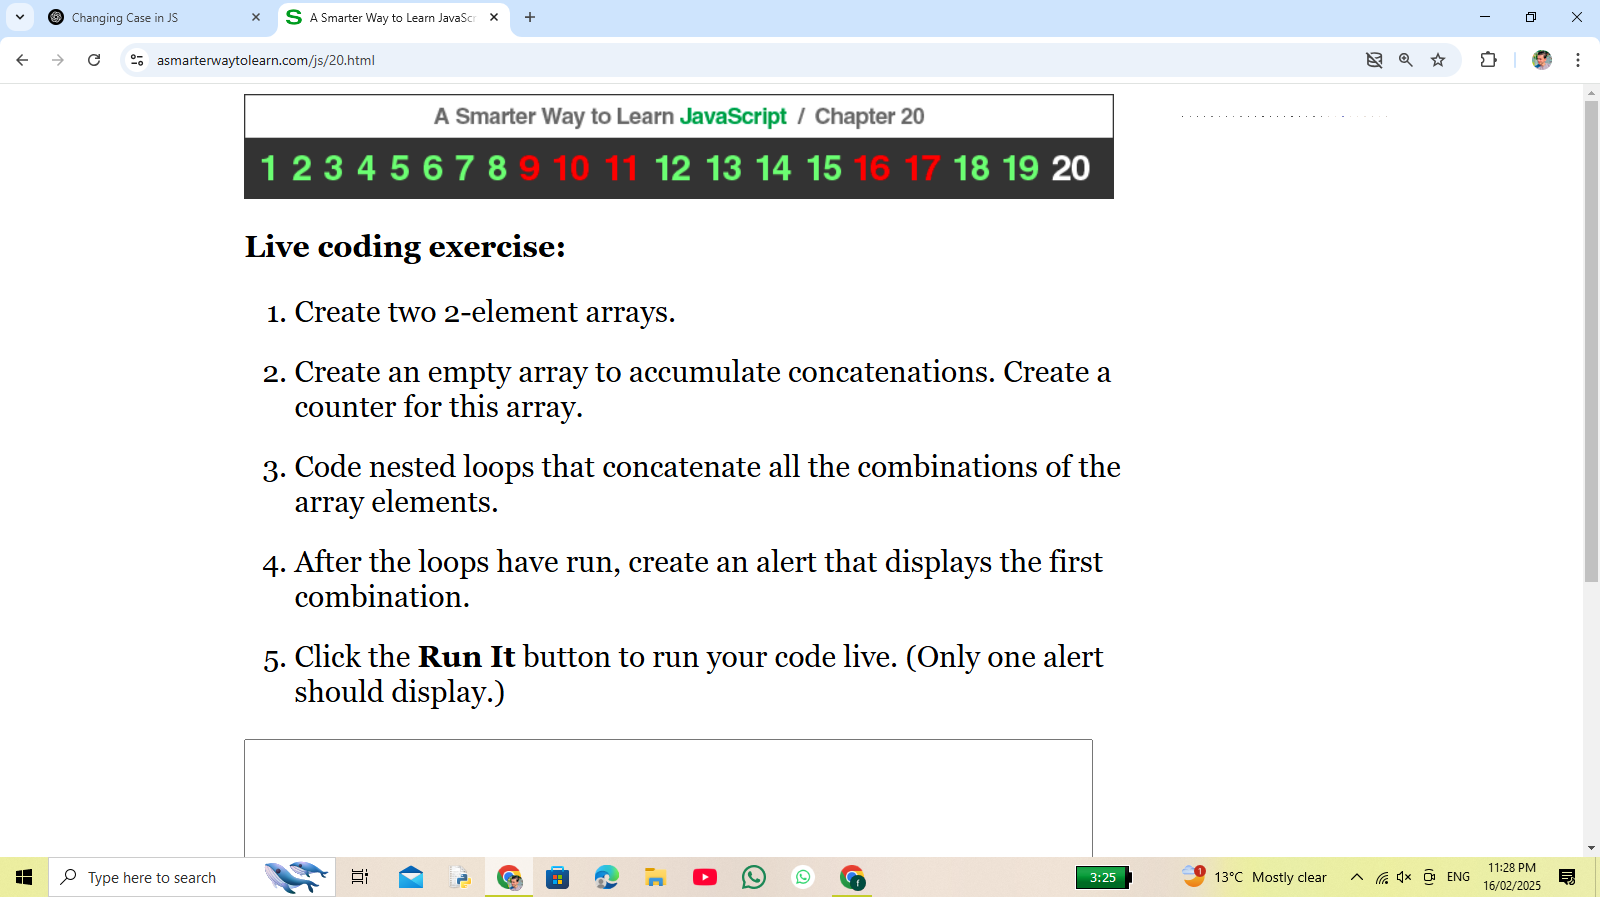 Changing Case in JS
A Smarter Way to Learn JavaScr
asmarterwaytolearn.com/js/20.html
A Smarter Way to Learn JavaScript / Chapter 20
1 2 3 4 5 6 7 8 9 10 11 12 13 14 15 16 17 18 19 20
Live coding exercise:
1. Create two 2-element arrays.
2. Create an empty array to accumulate concatenations. Create a
counter for this array.
3. Code nested loops that concatenate all the combinations of the
array elements.
4. After the loops have run, create an alert that displays the first
combination.
5. Click the Run It button to run your code live. (Only one alert
should display.)
Type here to search
3:25
1
13°C Mostly clear
ENG
11:28 PM
16/02/2025